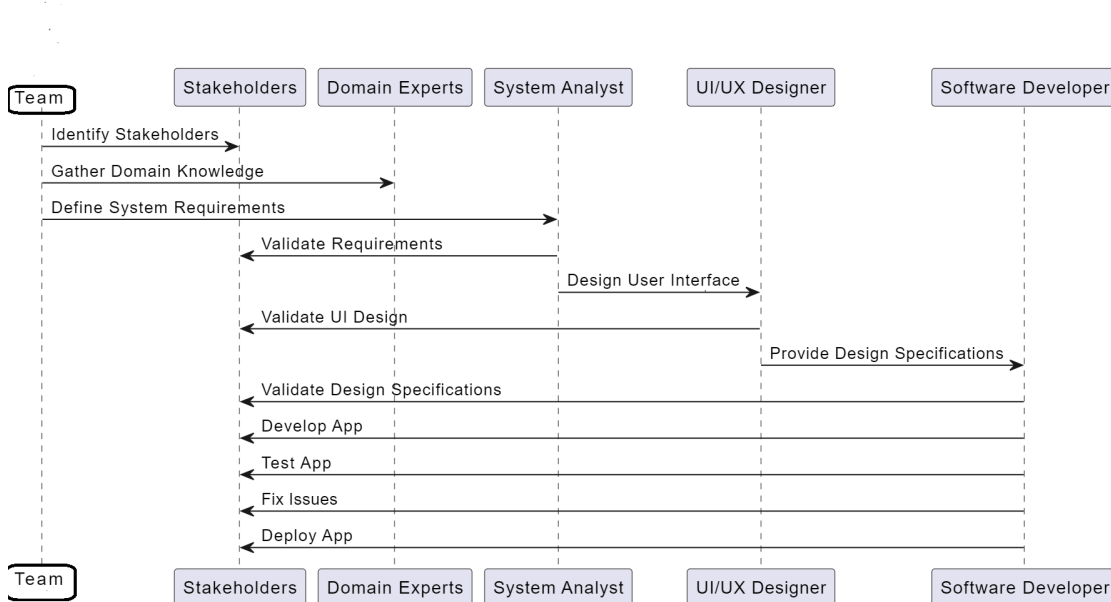 Team
Stakeholders
Domain Experts
System Analyst
UI/UX Designer
Software Developer
Identify Stakeholders
Gather Domain Knowledge
Define System Requirements
Validate Requirements
Design User Interface
Validate UI Design
Provide Design Specifications
Validate Design Specifications
Develop App
Test App
Fix Issues
Deploy App
Team
Stakeholders
Domain Experts
System Analyst
UI/UX Designer
Software Developer